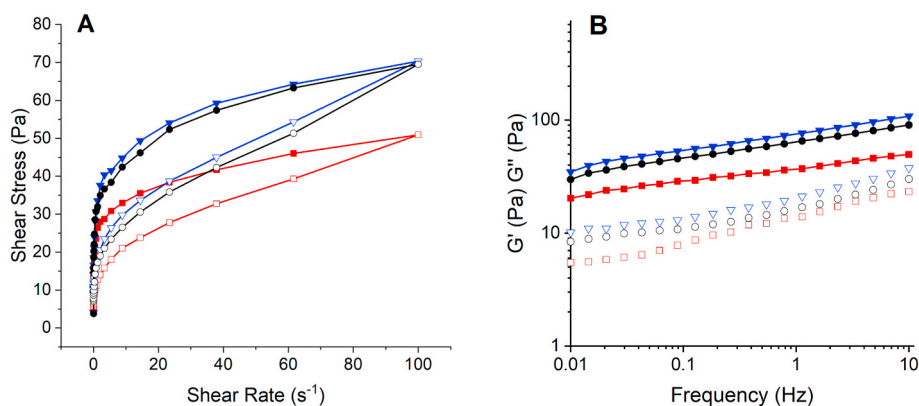 A
Shear Stress (Pa)
80
70
60
50
40
30
20
10
0
0 20 40 60 80 100
Shear Rate (s⁻¹)
B
G' (Pa) G" (Pa)
100
10
1
0.01 0.1 1 10
Frequency (Hz)